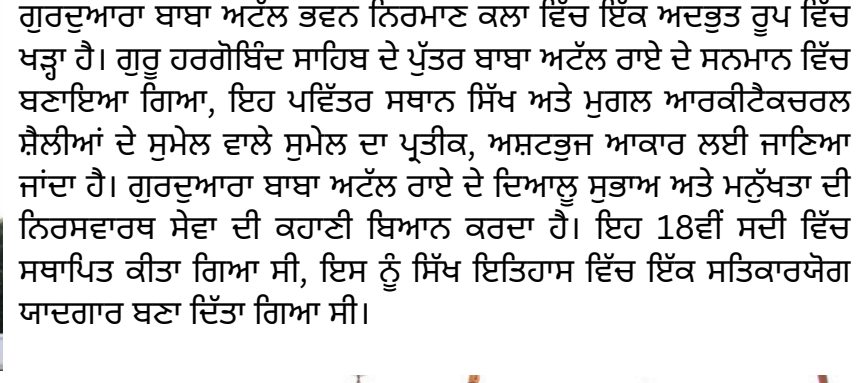 ਗੁਰਦੁਆਰਾ ਬਾਬਾ ਅਟੱਲ ਭਵਨ ਨਿਰਮਾਣ ਕਲਾ ਵਿੱਚ ਇੱਕ ਅਦਭੁਤ ਰੂਪ ਵਿੱਚ
ਖੜ੍ਹਾ ਹੈ। ਗੁਰੂ ਹਰਗੋਬਿੰਦ ਸਾਹਿਬ ਦੇ ਪੁੱਤਰ ਬਾਬਾ ਅਟੱਲ ਰਾਏ ਦੇ ਸਨਮਾਨ ਵਿੱਚ
ਬਣਾਇਆ ਗਿਆ, ਇਹ ਪਵਿੱਤਰ ਸਥਾਨ ਸਿੱਖ ਅਤੇ ਮੁਗਲ ਆਰਕੀਟੈਕਚਰਲ
ਸ਼ੈਲੀਆਂ ਦੇ ਸੁਮੇਲ ਵਾਲੇ ਸੁਮੇਲ ਦਾ ਪ੍ਰਤੀਕ, ਅਸ਼ਟਭੁਜ ਆਕਾਰ ਲਈ ਜਾਣਿਆ
ਜਾਂਦਾ ਹੈ। ਗੁਰਦੁਆਰਾ ਬਾਬਾ ਅਟੱਲ ਰਾਏ ਦੇ ਦਿਆਲੂ ਸੁਭਾਅ ਅਤੇ ਮਨੁੱਖਤਾ ਦੀ
ਨਿਰਸਵਾਰਥ ਸੇਵਾ ਦੀ ਕਹਾਣੀ ਬਿਆਨ ਕਰਦਾ ਹੈ। ਇਹ 18ਵੀਂ ਸਦੀ ਵਿੱਚ
ਸਥਾਪਿਤ ਕੀਤਾ ਗਿਆ ਸੀ, ਇਸ ਨੂੰ ਸਿੱਖ ਇਤਿਹਾਸ ਵਿੱਚ ਇੱਕ ਸਤਿਕਾਰਯੋਗ
ਯਾਦਗਾਰ ਬਣਾ ਦਿੱਤਾ ਗਿਆ ਸੀ।